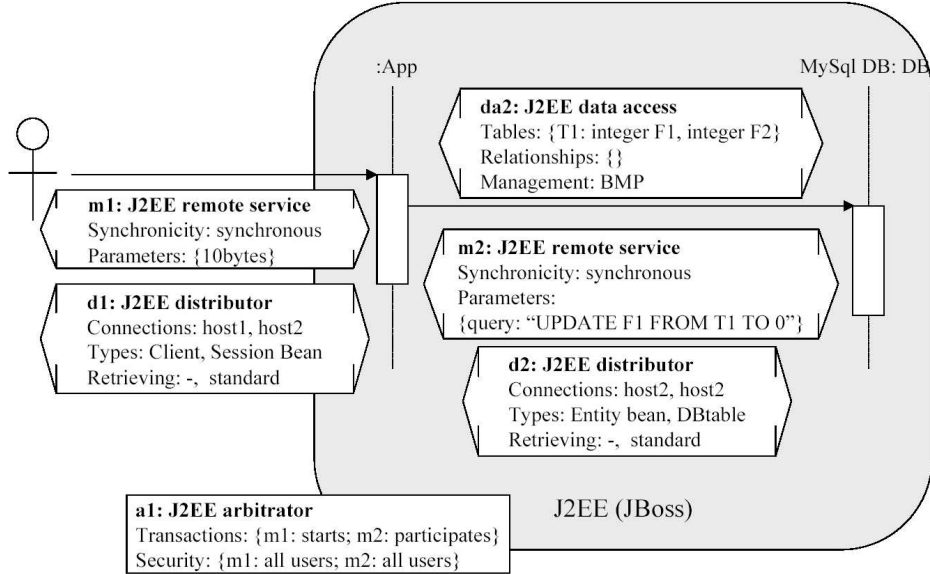 :App
MySql DB: DB
da2: J2EE data access
Tables: {T1: integer F1, integer F2}
Relationships: {}
Management: BMP
m1: J2EE remote service
Synchronicity: synchronous
Parameters: {10bytes}
m2: J2EE remote service
Synchronicity: synchronous
Parameters:
{query: “UPDATE F1 FROM T1 TO 0”}
d1: J2EE distributor
Connections: host1, host2
Types: Client, Session Bean
Retrieving: -, standard
d2: J2EE distributor
Connections: host2, host2
Types: Entity bean, DBtable
Retrieving: -, standard
a1: J2EE arbitrator
Transactions: {m1: starts; m2: participates}
Security: {m1: all users; m2: all users}
J2EE (JBoss)